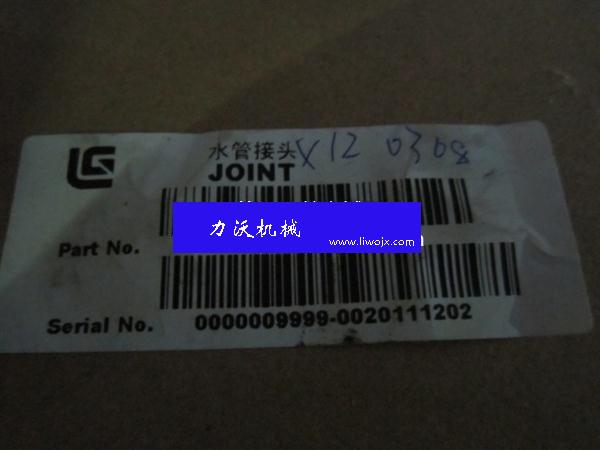 LG
水管接头 X12 0308
JOINT
Part No.
力沃机械
www.liwojx.com
Serial No.
0000009999-0020111202